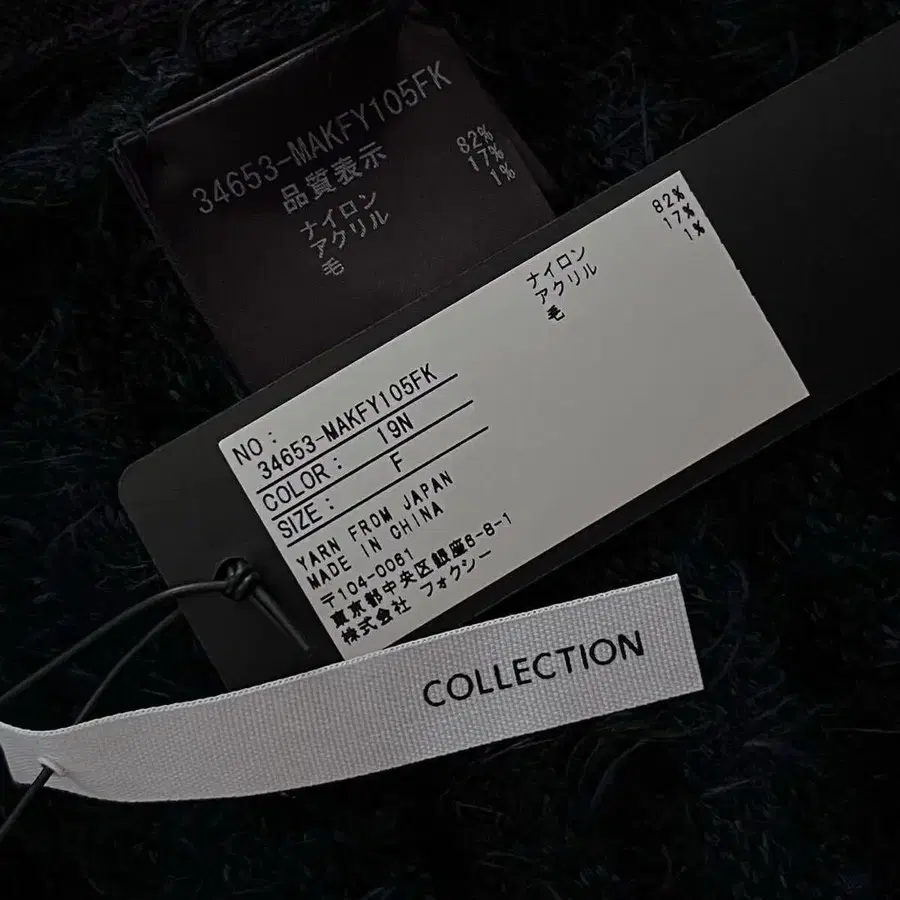 34653-MAKFY105FK
品質表示
ナイロン 82%
アクリル 17%
毛 1%
ナイロン 82%
アクリル 17%
毛 1%
NO :
34653-MAKFY105FK
COLOR : 19N
SIZE : F
YARN FROM JAPAN
MADE IN CHINA
〒104-0061
東京都中央区銀座6-8-1
株式会社 フォクシー
COLLECTION